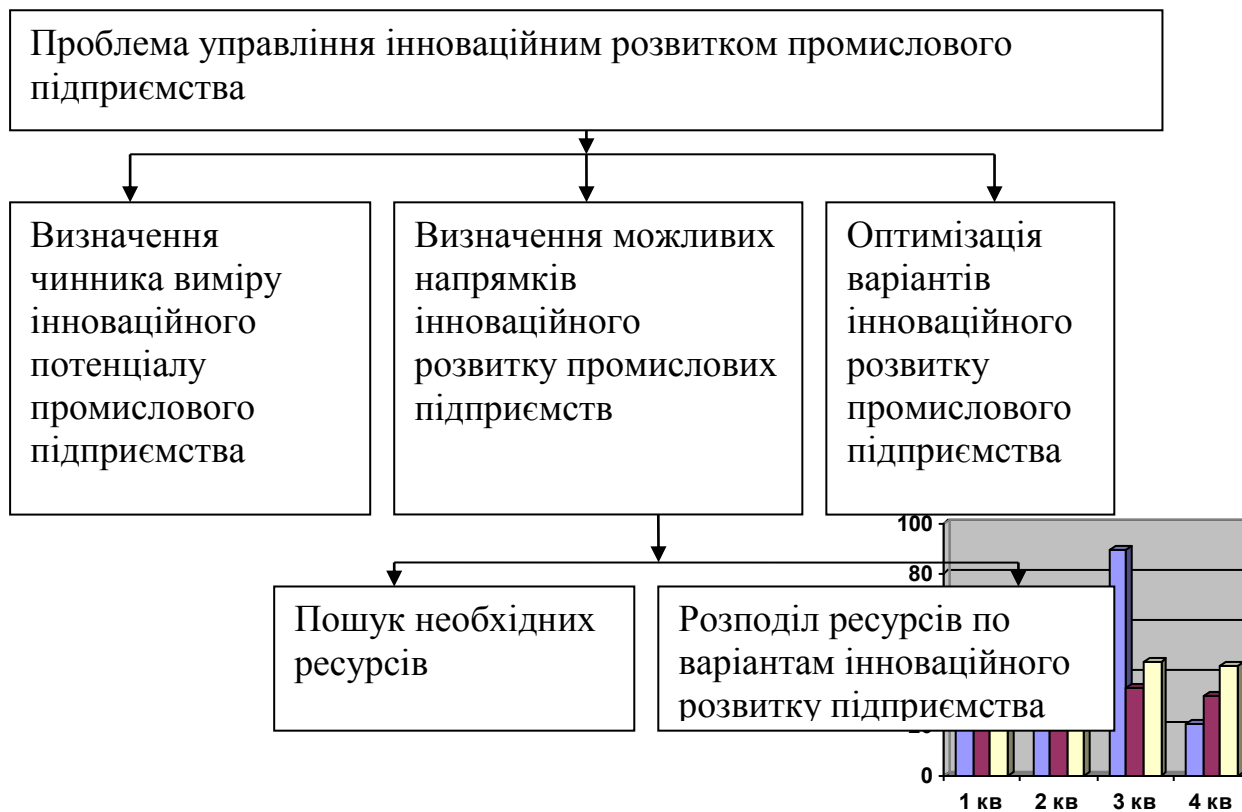 Проблема управління інноваційним розвитком промислового
підприємства
Визначення
чинника виміру
інноваційного
потенціалу
промислового
підприємства
Визначення можливих
напрямків
інноваційного
розвитку промислових
підприємств
Оптимізація
варіантів
інноваційного
розвитку
промислового
підприємства
Пошук необхідних
ресурсів
Розподіл ресурсів по
варіантам інноваційного
розвитку підприємства
100
80
0
1 кв
2 кв
3 кв
4 кв